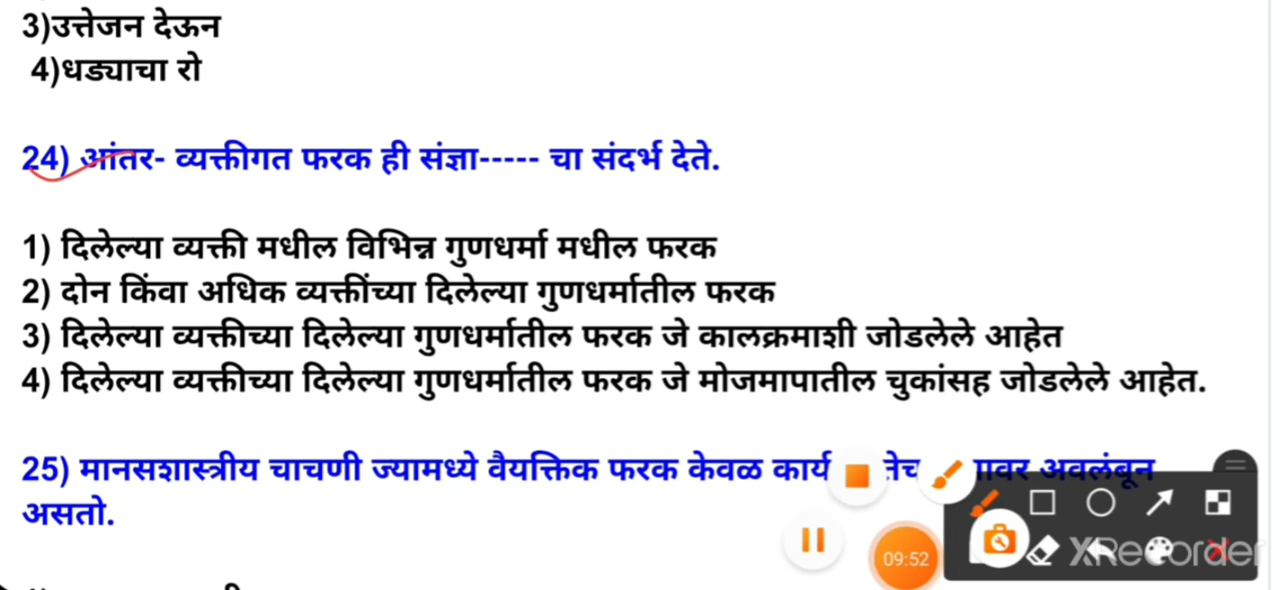 3)उत्तेजन देऊन
4)धड्याचा रो
24) आंतर- व्यक्तीगत फरक ही संज्ञा----- चा संदर्भ देते.
1) दिलेल्या व्यक्ती मधील विभिन्न गुणधर्मा मधील फरक
2) दोन किंवा अधिक व्यक्तींच्या दिलेल्या गुणधर्मातील फरक
3) दिलेल्या व्यक्तीच्या दिलेल्या गुणधर्मातील फरक जे कालक्रमाशी जोडलेले आहेत
4) दिलेल्या व्यक्तीच्या दिलेल्या गुणधर्मातील फरक जे मोजमापातील चुकांसह जोडलेले आहेत.
25) मानसशास्त्रीय चाचणी ज्यामध्ये वैयक्तिक फरक केवळ अवलंबून
असतो.
09:52
XRecorder